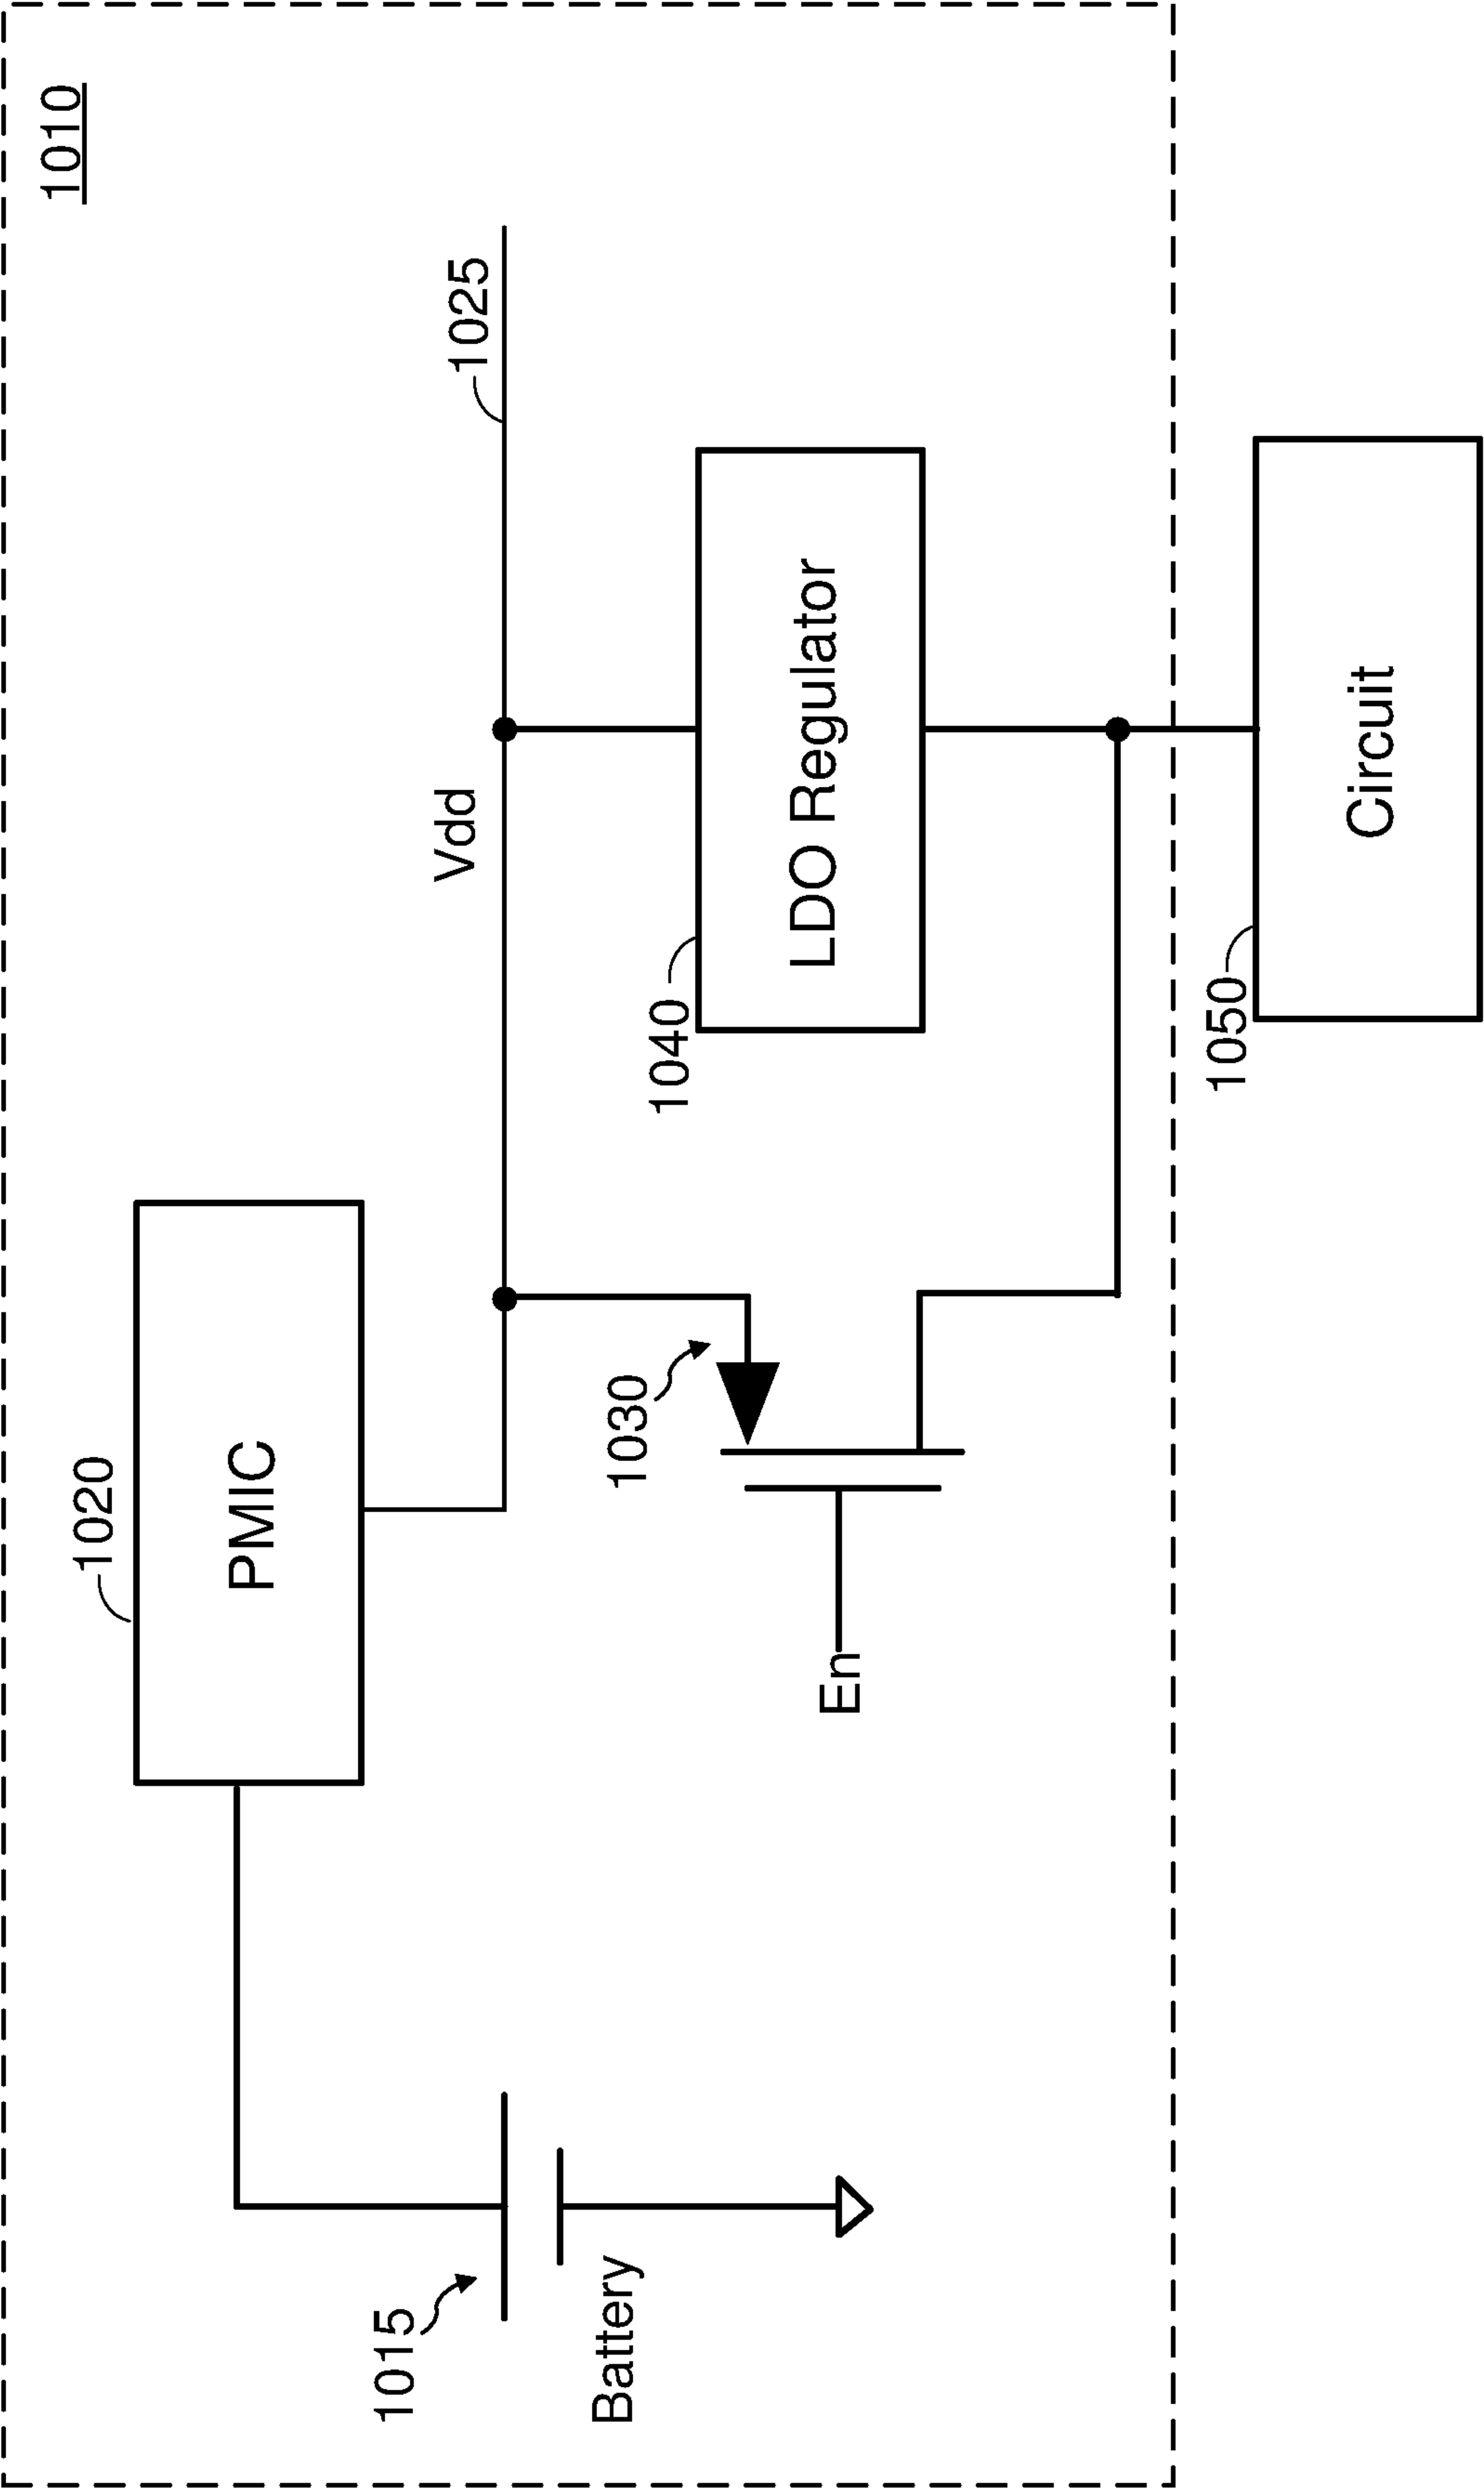 1010
1020
PMIC
1015
Vdd
1025
Battery
1030
1040
LDO Regulator
En
1050
Circuit